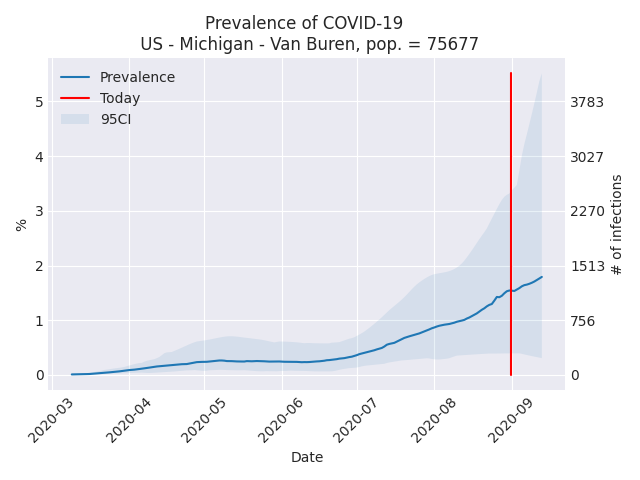 Prevalence of COVID-19
US - Michigan - Van Buren, pop. = 75677
Prevalence
Today
95CI
5
4
3
2
1
0
%
3783
3027
2270
1513
756
0
# of infections
2020-03
2020-04
2020-05
2020-06
2020-07
2020-08
2020-09
Date